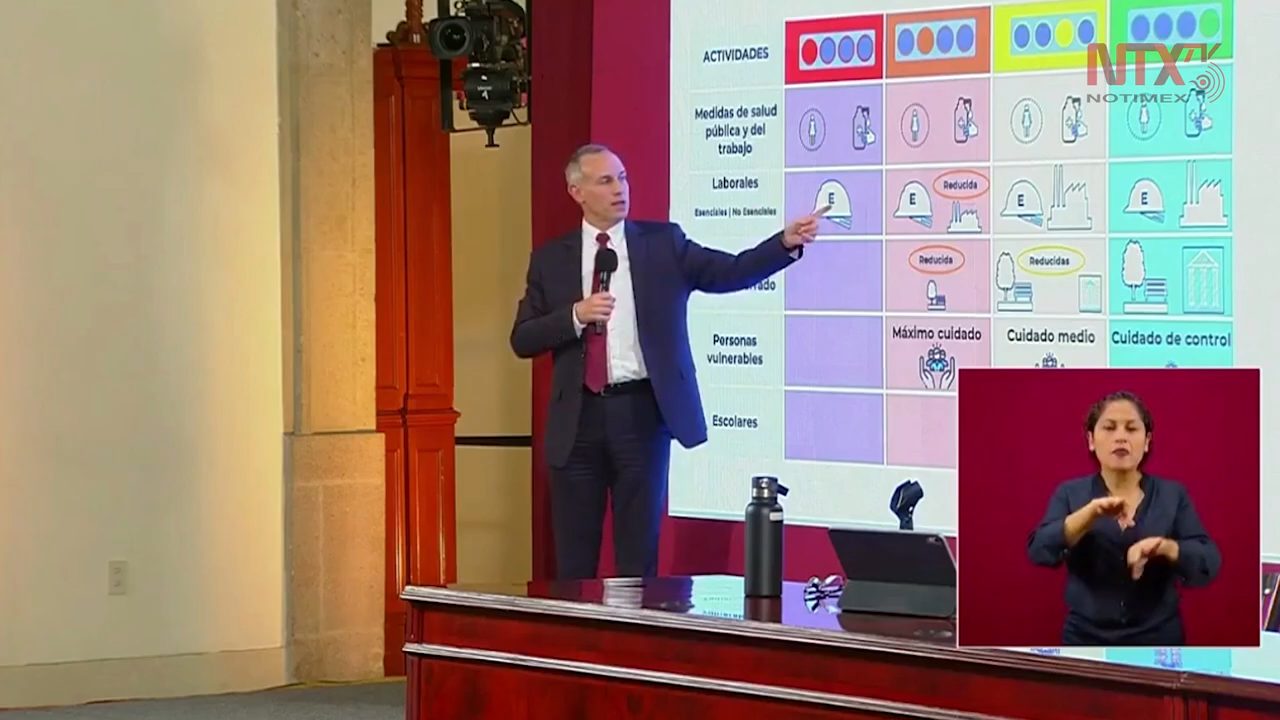 ACTIVIDADES
NTX
NOTIMEX
Medidas de salud
pública y del
trabajo
Laborales
Esenciales | No Esenciales
E
E
Reducida
E
E
Reducida
Reducidas
Personas
vulnerables
Máximo cuidado
Cuidado medio
Cuidado de control
Escolares